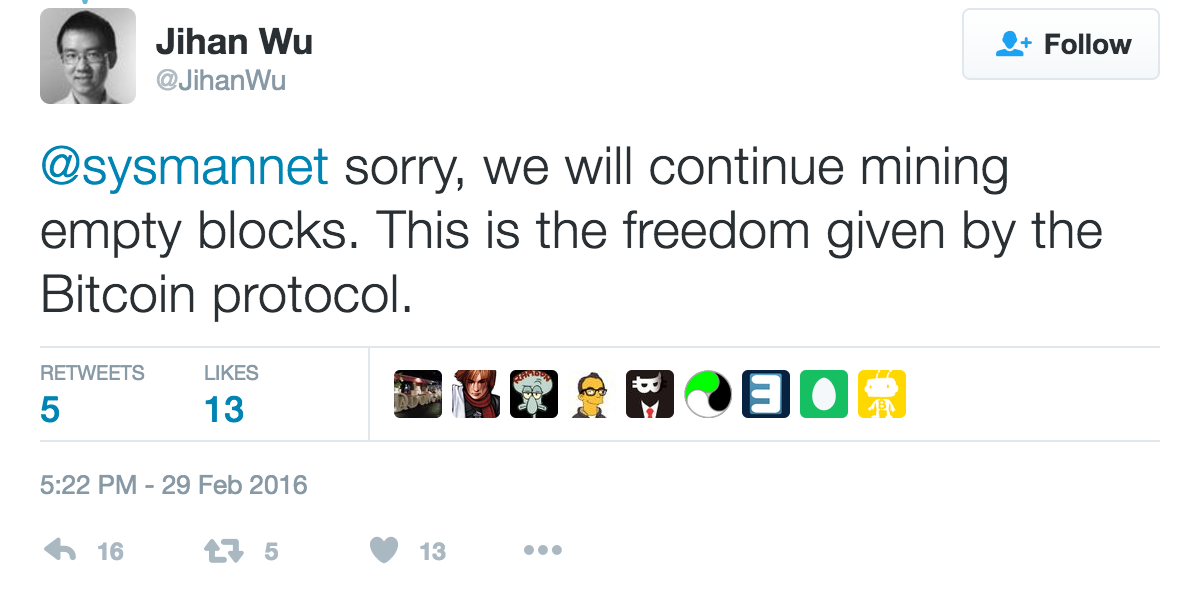 Jihan Wu
@JihanWu
Follow
@sysmannet sorry, we will continue mining
empty blocks. This is the freedom given by the
Bitcoin protocol.
RETWEETS LIKES
5 13
5:22 PM - 29 Feb 2016
16 5 13